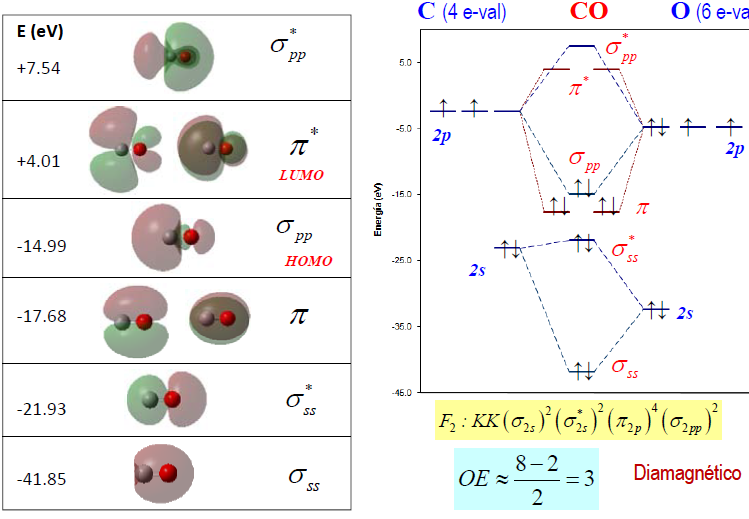 E (eV)
+7.54
σ*pp
+4.01
π*
LUMO
-14.99
σpp
HOMO
-17.68
π
-21.93
σ*ss
-41.85
σss
C (4 e-val) CO O (6 e-va
Energía (eV)
5.0
-5.0
-15.0
-25.0
-35.0
-45.0
σ*pp
π*
2p
2p
σpp
π
2s
σ*ss
2s
σss
F₂ : KK(σ2s)²(σ*2s)²(π2p)⁴(σ2pp)²
OE ≈ 8 − 2 / 2 = 3
Diamagnético